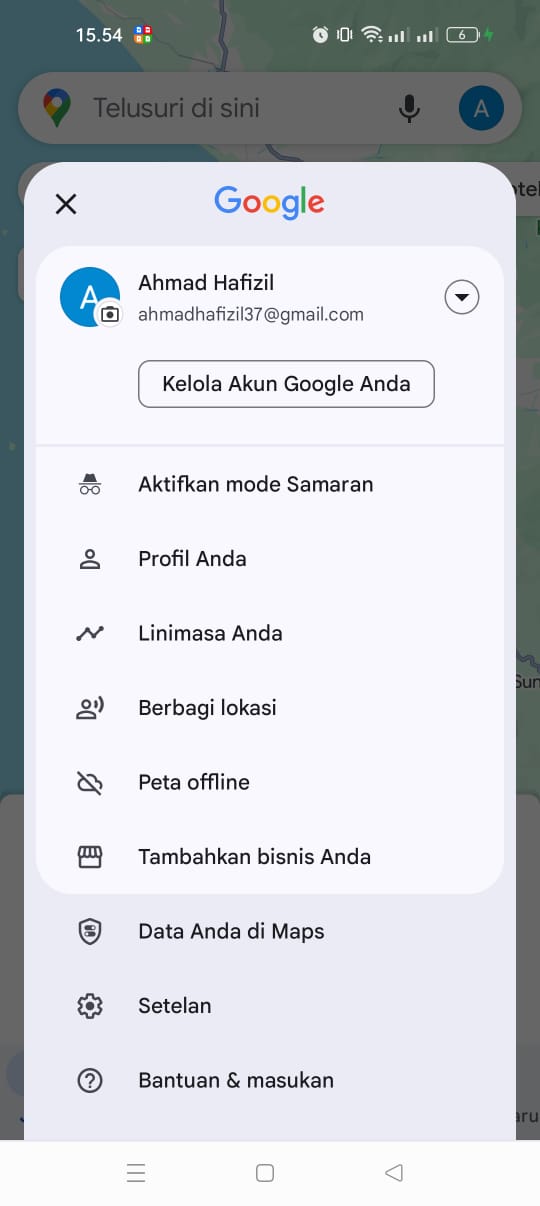 15.54
6
Telusuri di sini
A
Google
Ahmad Hafizil
A
ahmadhafizil37@gmail.com
Kelola Akun Google Anda
Aktifkan mode Samaran
Profil Anda
Linimasa Anda
Berbagi lokasi
Peta offline
Tambahkan bisnis Anda
Data Anda di Maps
Setelan
Bantuan & masukan